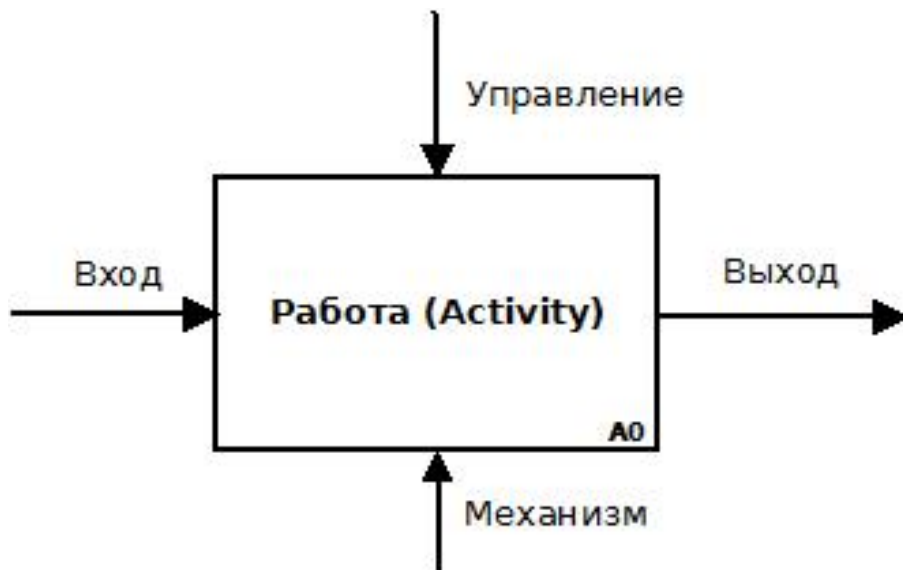 Управление
Вход
Выход
Работа (Activity)
A0
Механизм